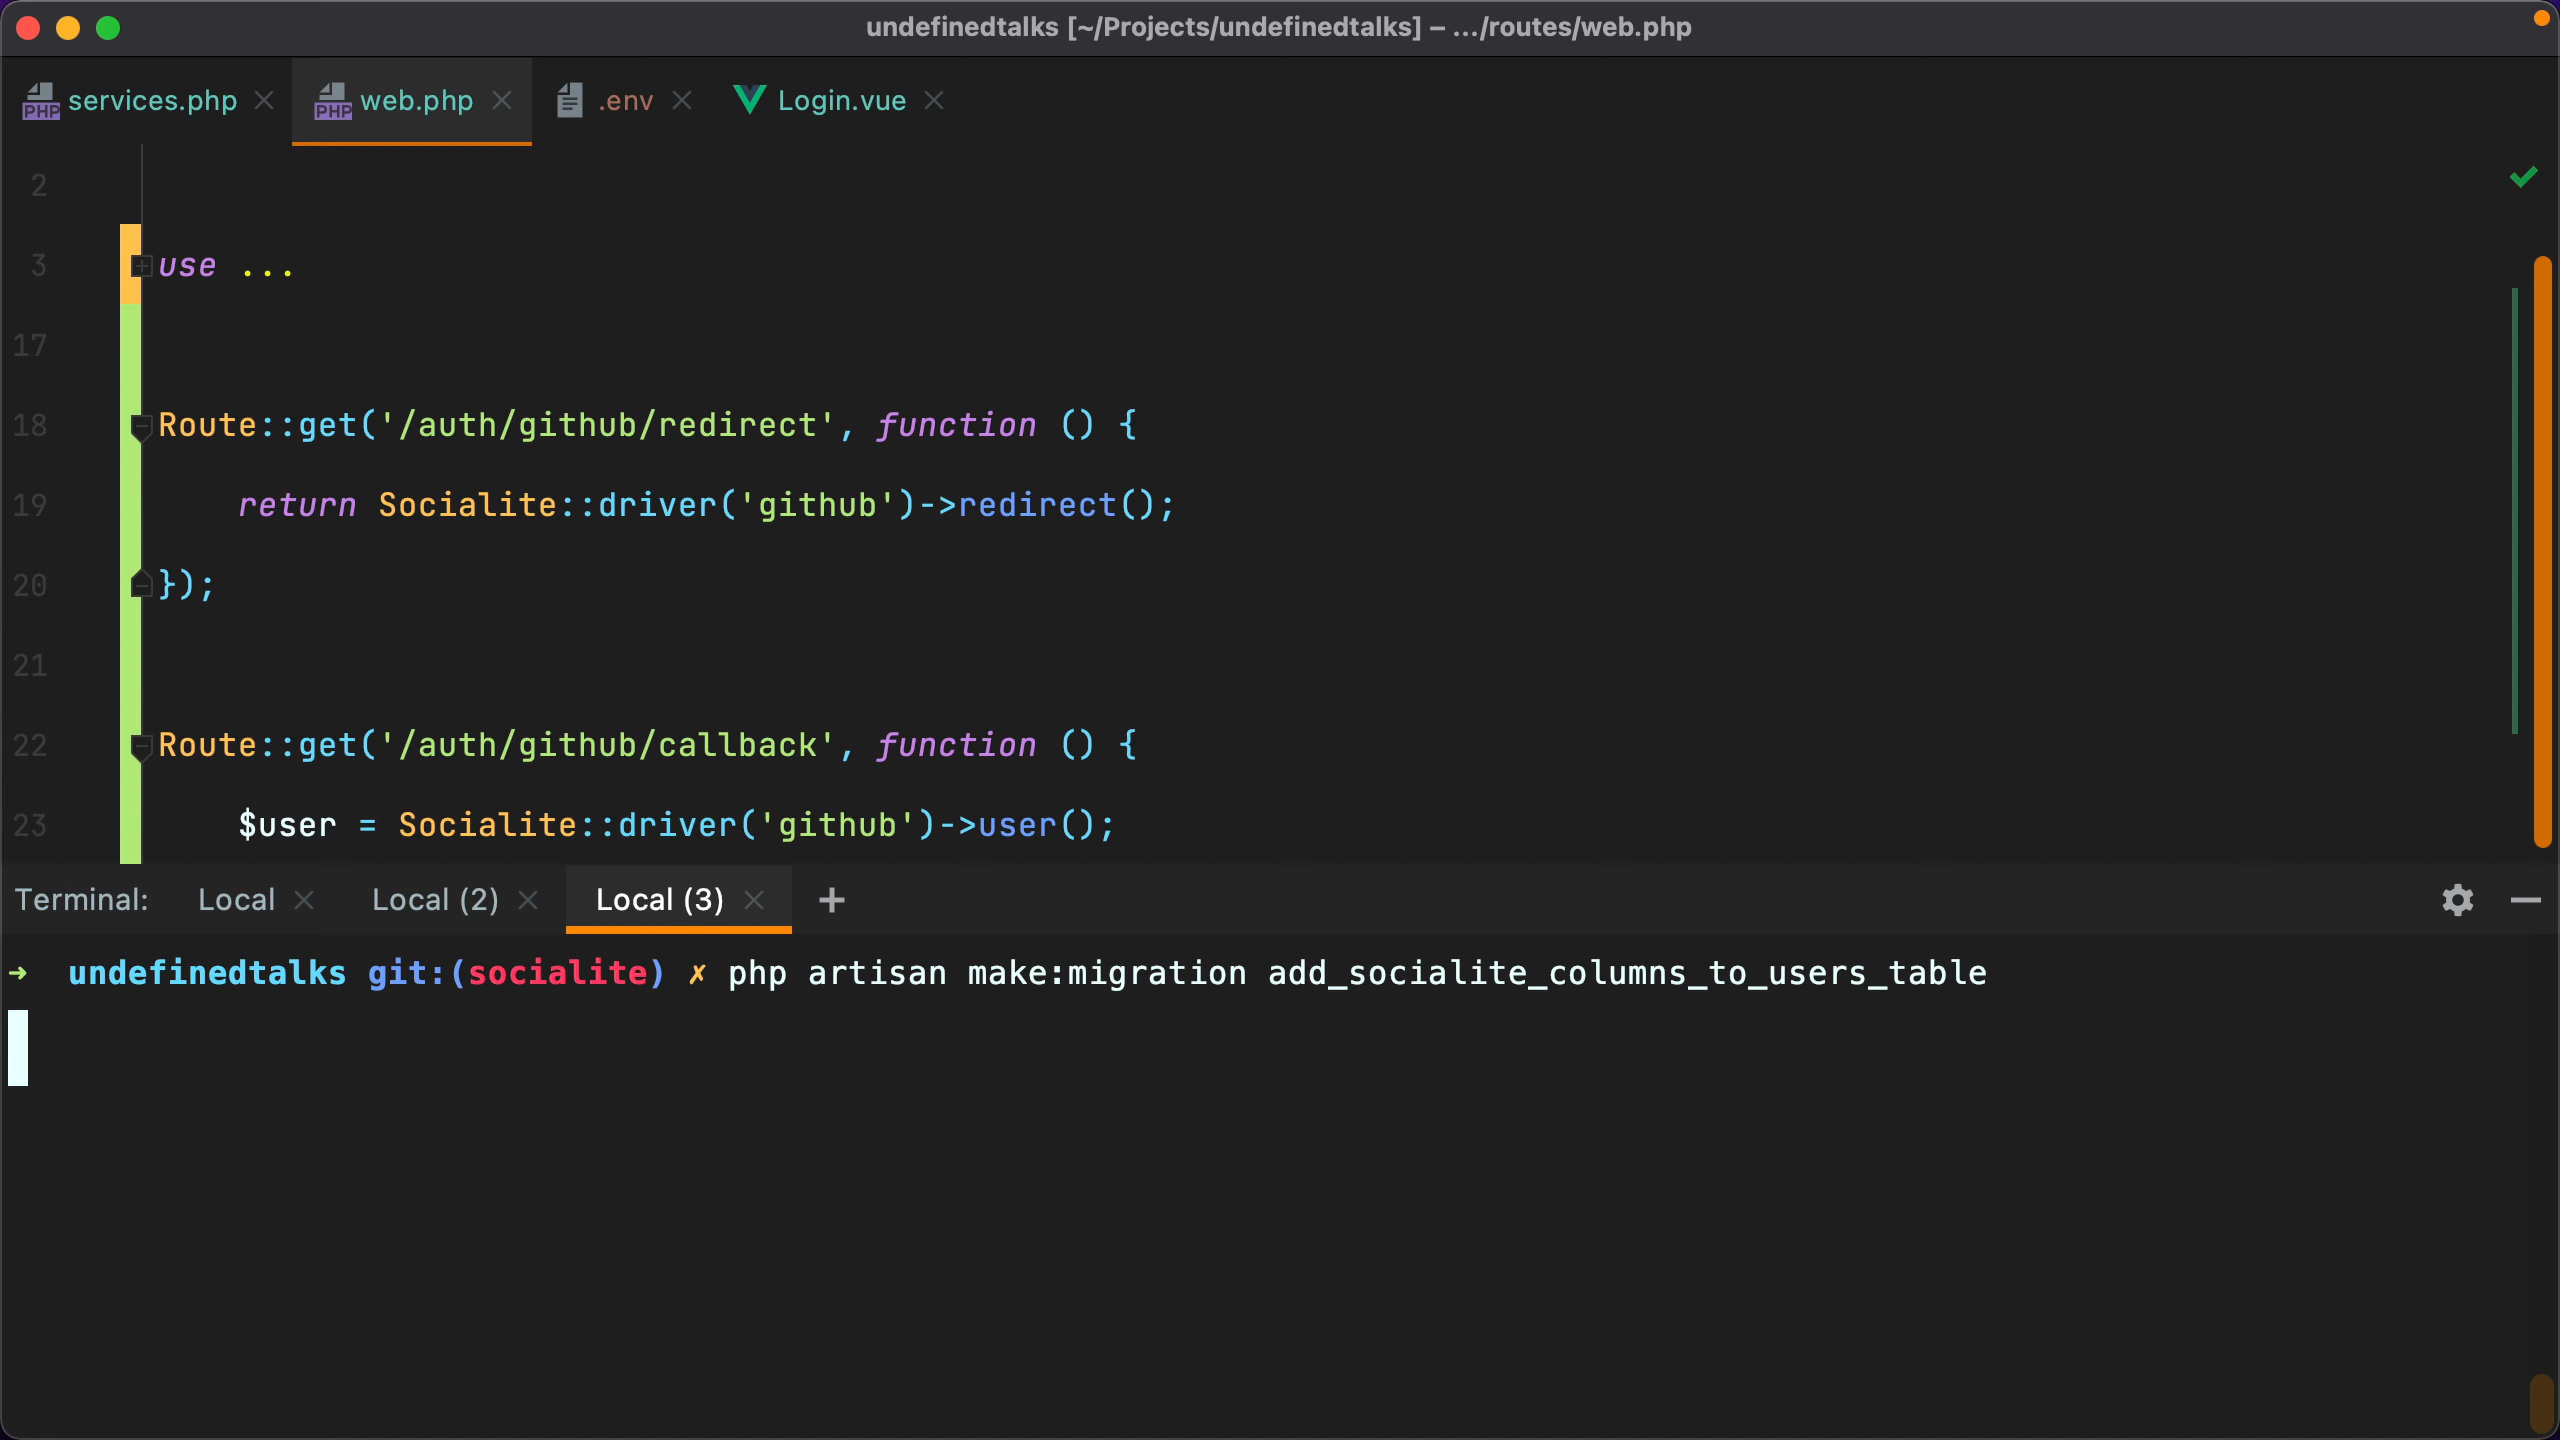 undefinedtalks [~/Projects/undefinedtalks] – .../routes/web.php
PHP services.php PHP web.php .env Login.vue
2
3 use ...
17
18 Route::get('/auth/github/redirect', function () {
19 return Socialite::driver('github')->redirect();
20 });
21
22 Route::get('/auth/github/callback', function () {
23 $user = Socialite::driver('github')->user();
Terminal: Local Local (2) Local (3)
➜ undefinedtalks git:(socialite) ✗ php artisan make:migration add_socialite_columns_to_users_table